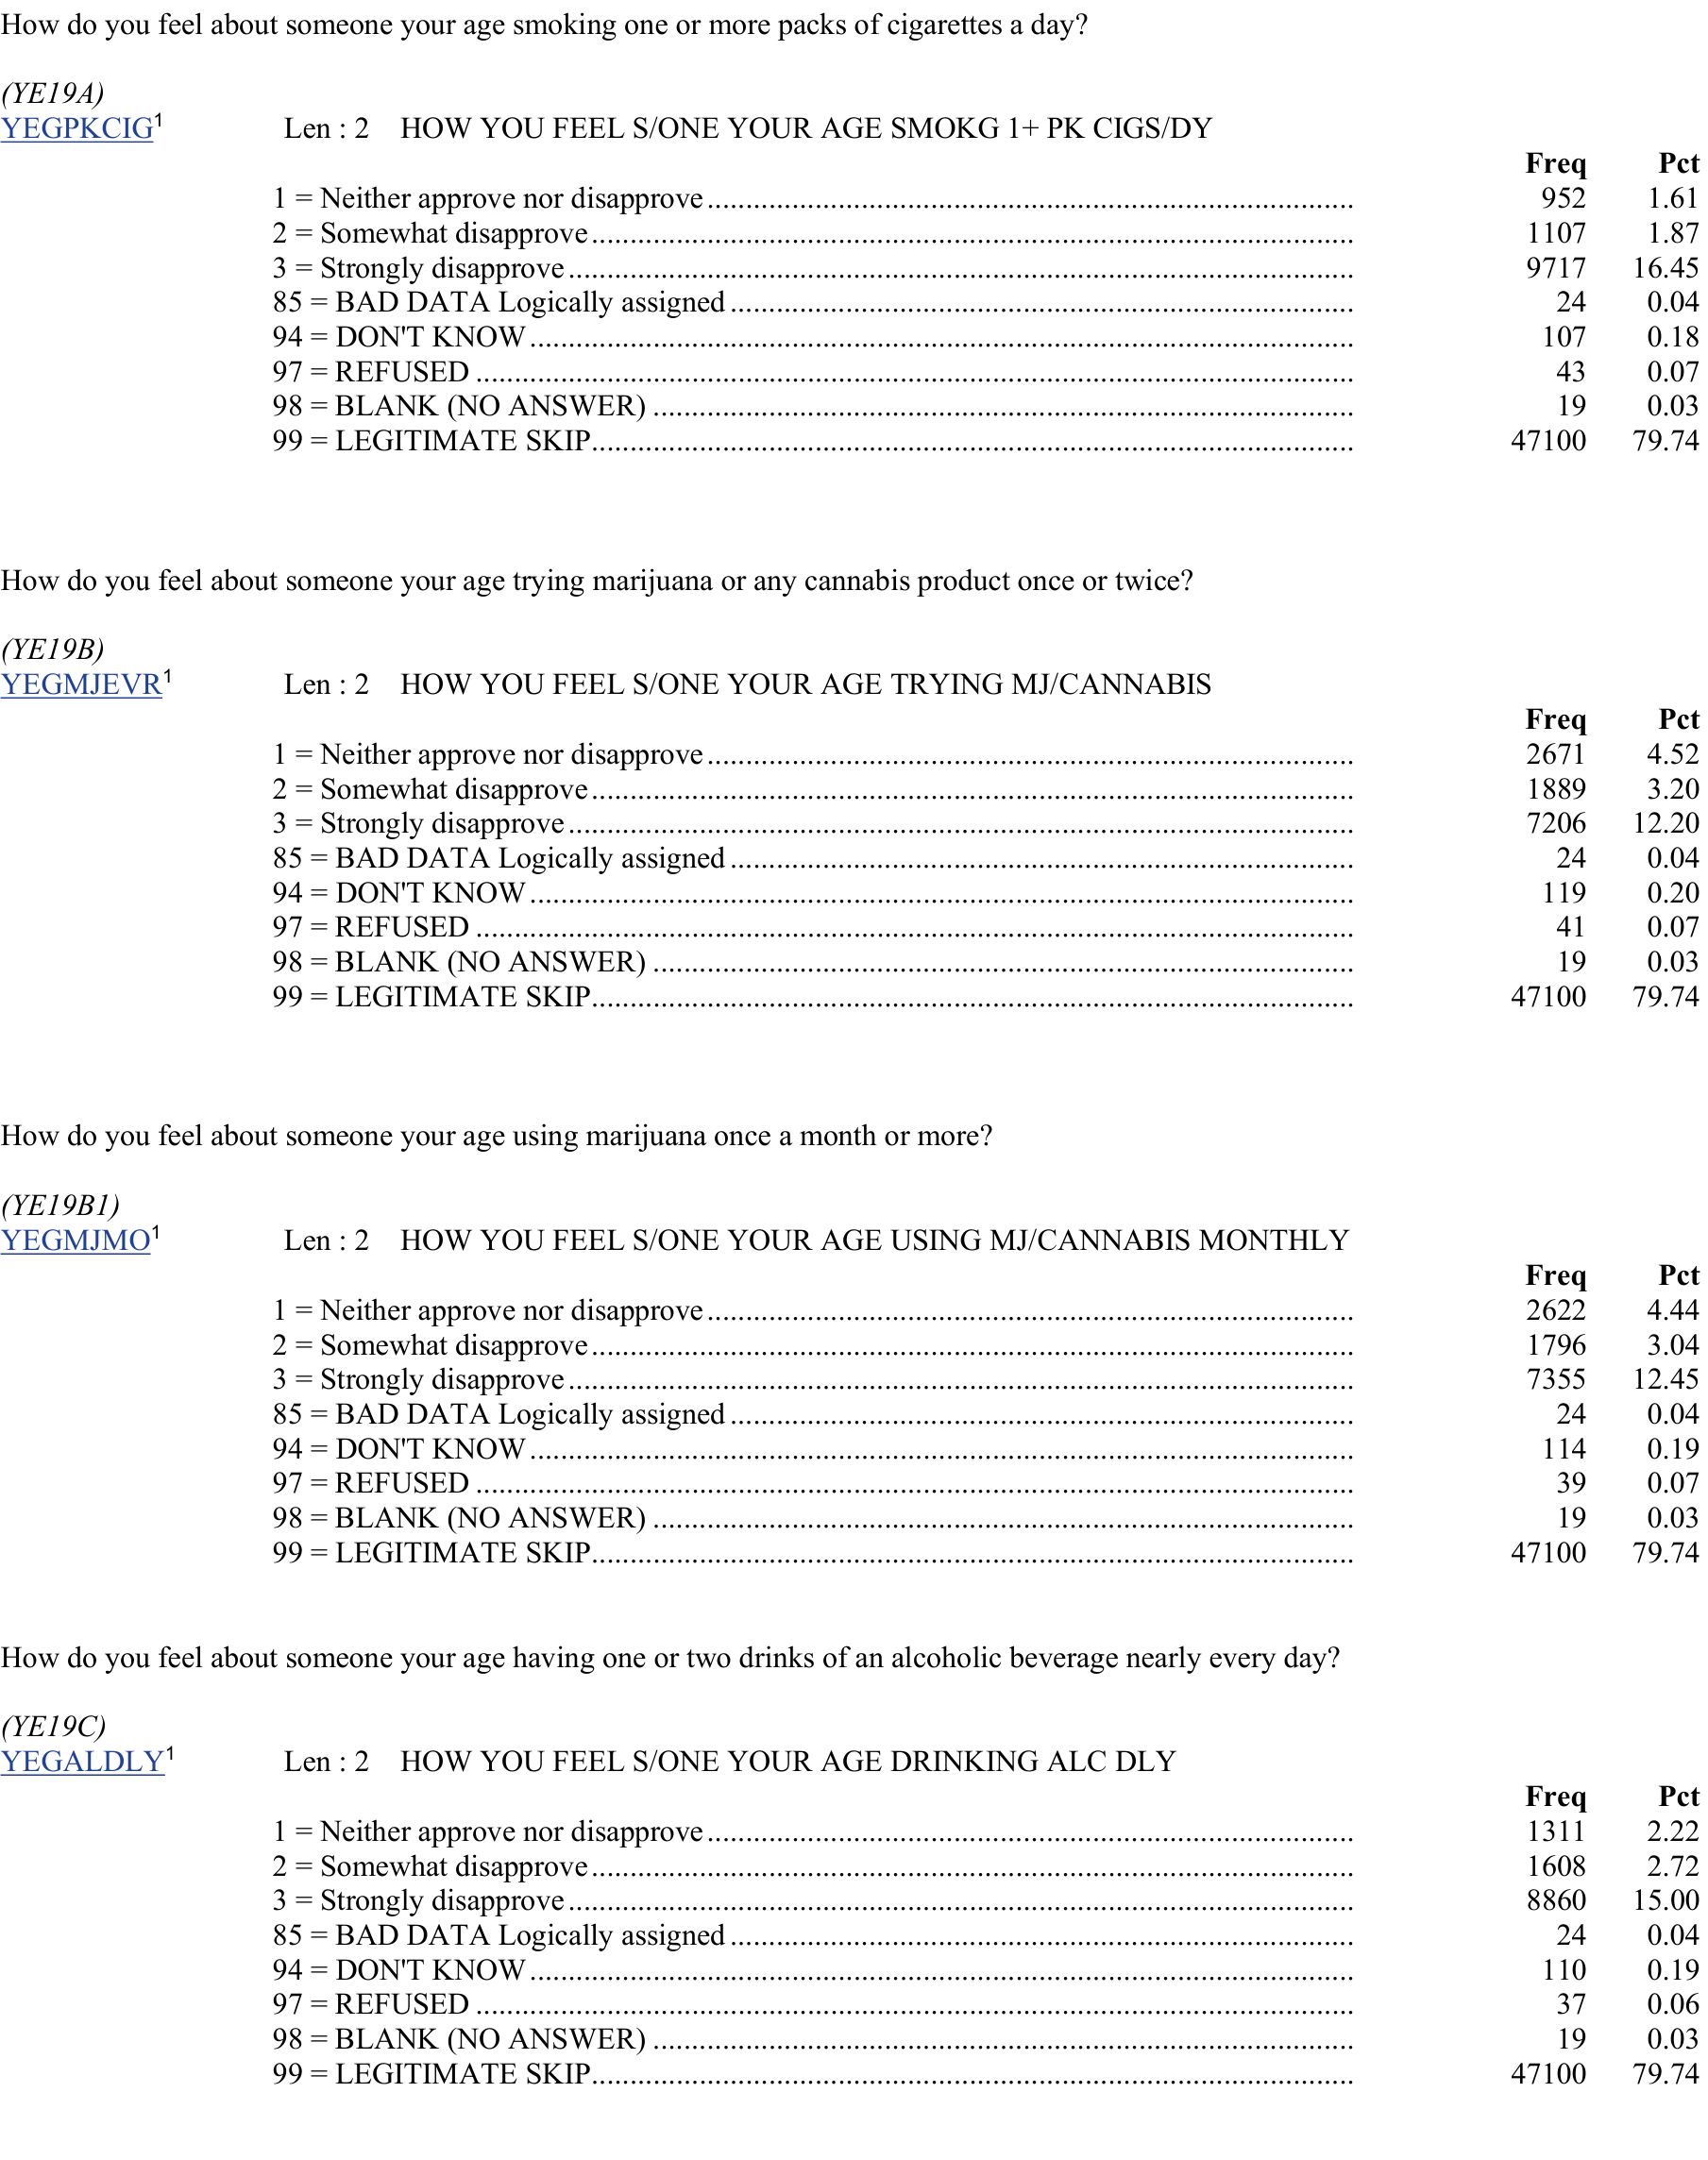 How do you feel about someone your age smoking one or more packs of cigarettes a day?
(YE19A)
YEGPKCIG¹ Len : 2 HOW YOU FEEL S/ONE YOUR AGE SMOKG 1+ PK CIGS/DY
Freq Pct
1 = Neither approve nor disapprove 952 1.61
2 = Somewhat disapprove 1107 1.87
3 = Strongly disapprove 9717 16.45
85 = BAD DATA Logically assigned 24 0.04
94 = DON'T KNOW 107 0.18
97 = REFUSED 43 0.07
98 = BLANK (NO ANSWER) 19 0.03
99 = LEGITIMATE SKIP 47100 79.74
How do you feel about someone your age trying marijuana or any cannabis product once or twice?
(YE19B)
YEGMJEVR¹ Len : 2 HOW YOU FEEL S/ONE YOUR AGE TRYING MJ/CANNABIS
Freq Pct
1 = Neither approve nor disapprove 2671 4.52
2 = Somewhat disapprove 1889 3.20
3 = Strongly disapprove 7206 12.20
85 = BAD DATA Logically assigned 24 0.04
94 = DON'T KNOW 119 0.20
97 = REFUSED 41 0.07
98 = BLANK (NO ANSWER) 19 0.03
99 = LEGITIMATE SKIP 47100 79.74
How do you feel about someone your age using marijuana once a month or more?
(YE19B1)
YEGMJMO¹ Len : 2 HOW YOU FEEL S/ONE YOUR AGE USING MJ/CANNABIS MONTHLY
Freq Pct
1 = Neither approve nor disapprove 2622 4.44
2 = Somewhat disapprove 1796 3.04
3 = Strongly disapprove 7355 12.45
85 = BAD DATA Logically assigned 24 0.04
94 = DON'T KNOW 114 0.19
97 = REFUSED 39 0.07
98 = BLANK (NO ANSWER) 19 0.03
99 = LEGITIMATE SKIP 47100 79.74
How do you feel about someone your age having one or two drinks of an alcoholic beverage nearly every day?
(YE19C)
YEGALDLY¹ Len : 2 HOW YOU FEEL S/ONE YOUR AGE DRINKING ALC DLY
Freq Pct
1 = Neither approve nor disapprove 1311 2.22
2 = Somewhat disapprove 1608 2.72
3 = Strongly disapprove 8860 15.00
85 = BAD DATA Logically assigned 24 0.04
94 = DON'T KNOW 110 0.19
97 = REFUSED 37 0.06
98 = BLANK (NO ANSWER) 19 0.03
99 = LEGITIMATE SKIP 47100 79.74